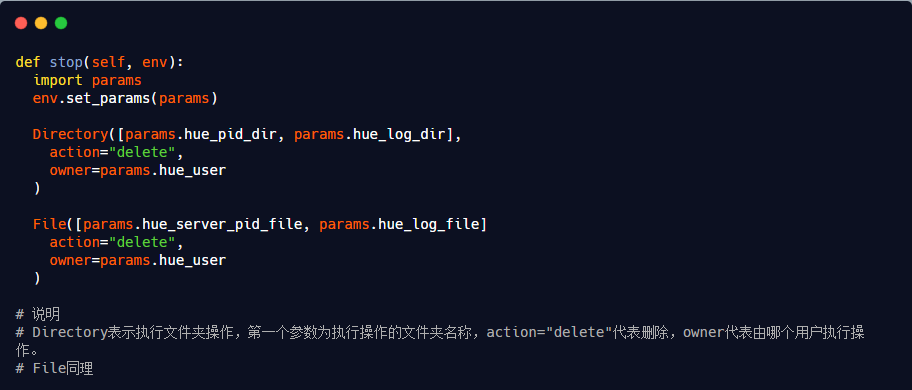 def stop(self, env):
  import params
  env.set_params(params)

  Directory([params.hue_pid_dir, params.hue_log_dir],
    action="delete",
    owner=params.hue_user
  )

  File([params.hue_server_pid_file, params.hue_log_file]
    action="delete",
    owner=params.hue_user
  )

# 说明
# Directory表示执行文件夹操作，第一个参数为执行操作的文件夹名称，action="delete"代表删除，owner代表由哪个用户执行操
作。
# File同理